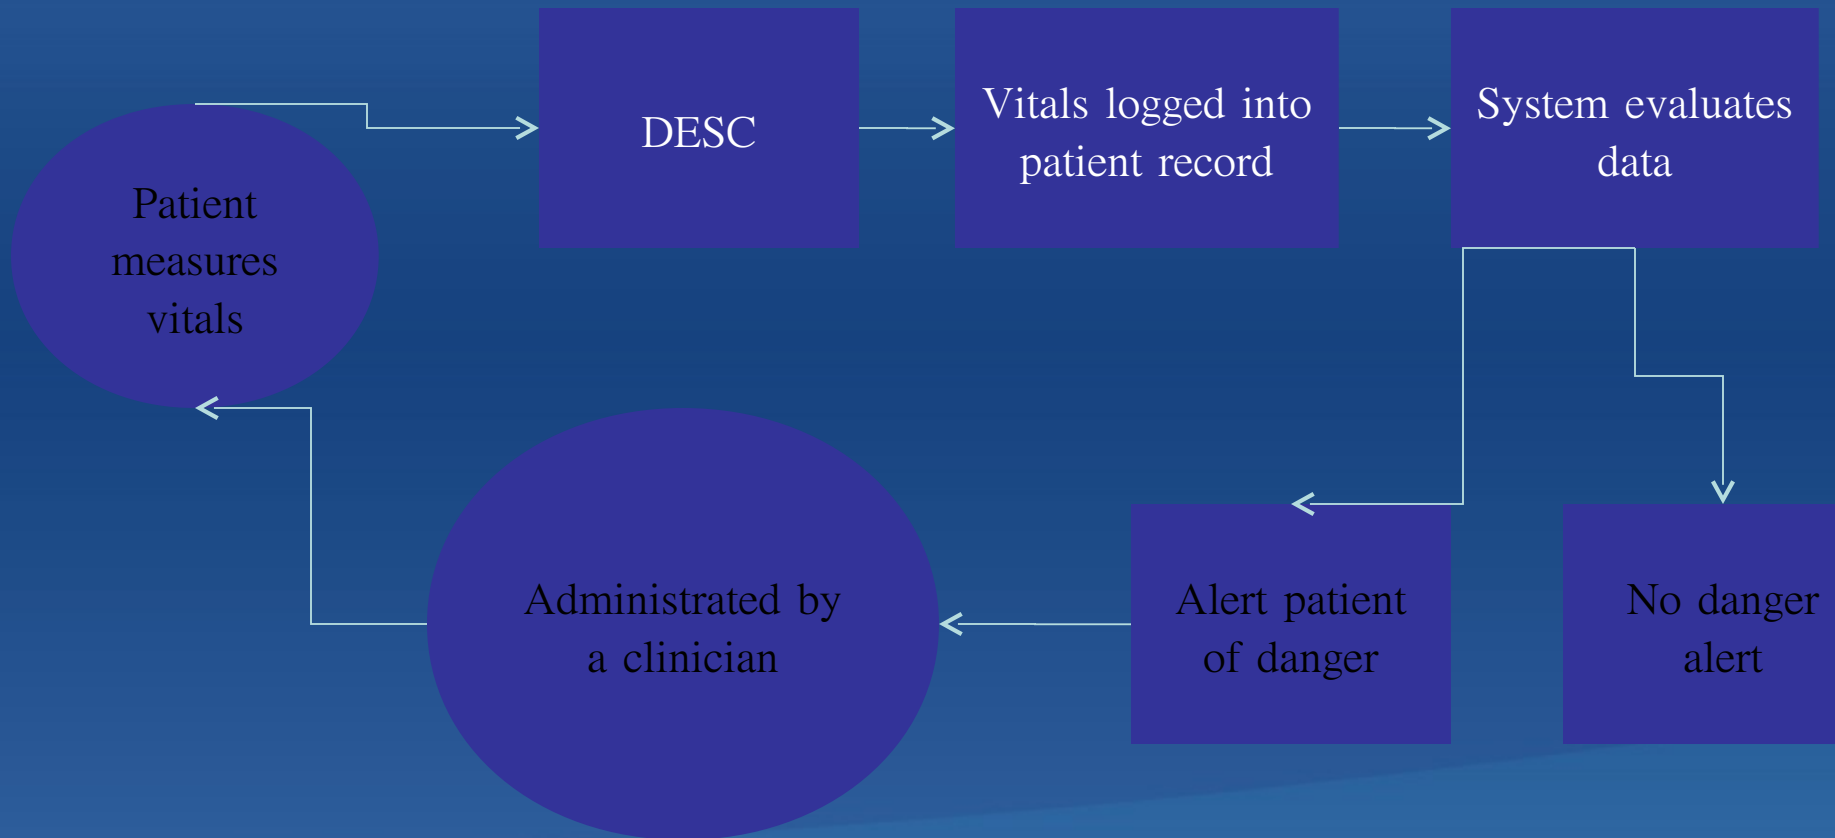 Patient
measures
vitals
DESC
Vitals logged into
patient record
System evaluates
data
Administrated by
a clinician
Alert patient
of danger
No danger
alert